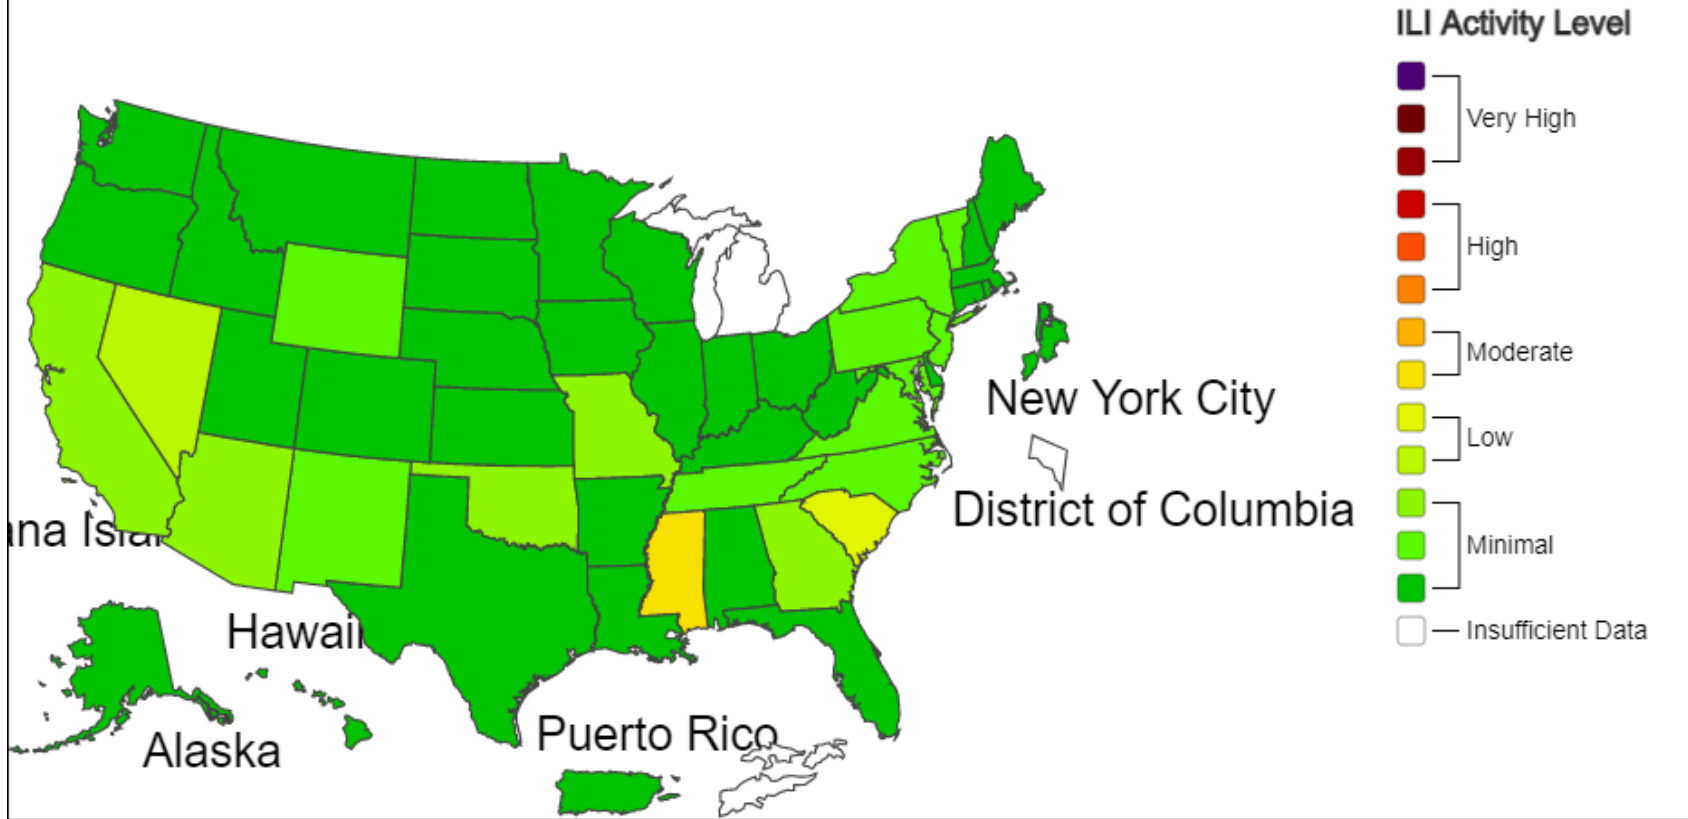 ILI Activity Level
Very High
High
Moderate
Low
Minimal
Insufficient Data
New York City
District of Columbia
Hawaii
Alaska
Puerto Rico